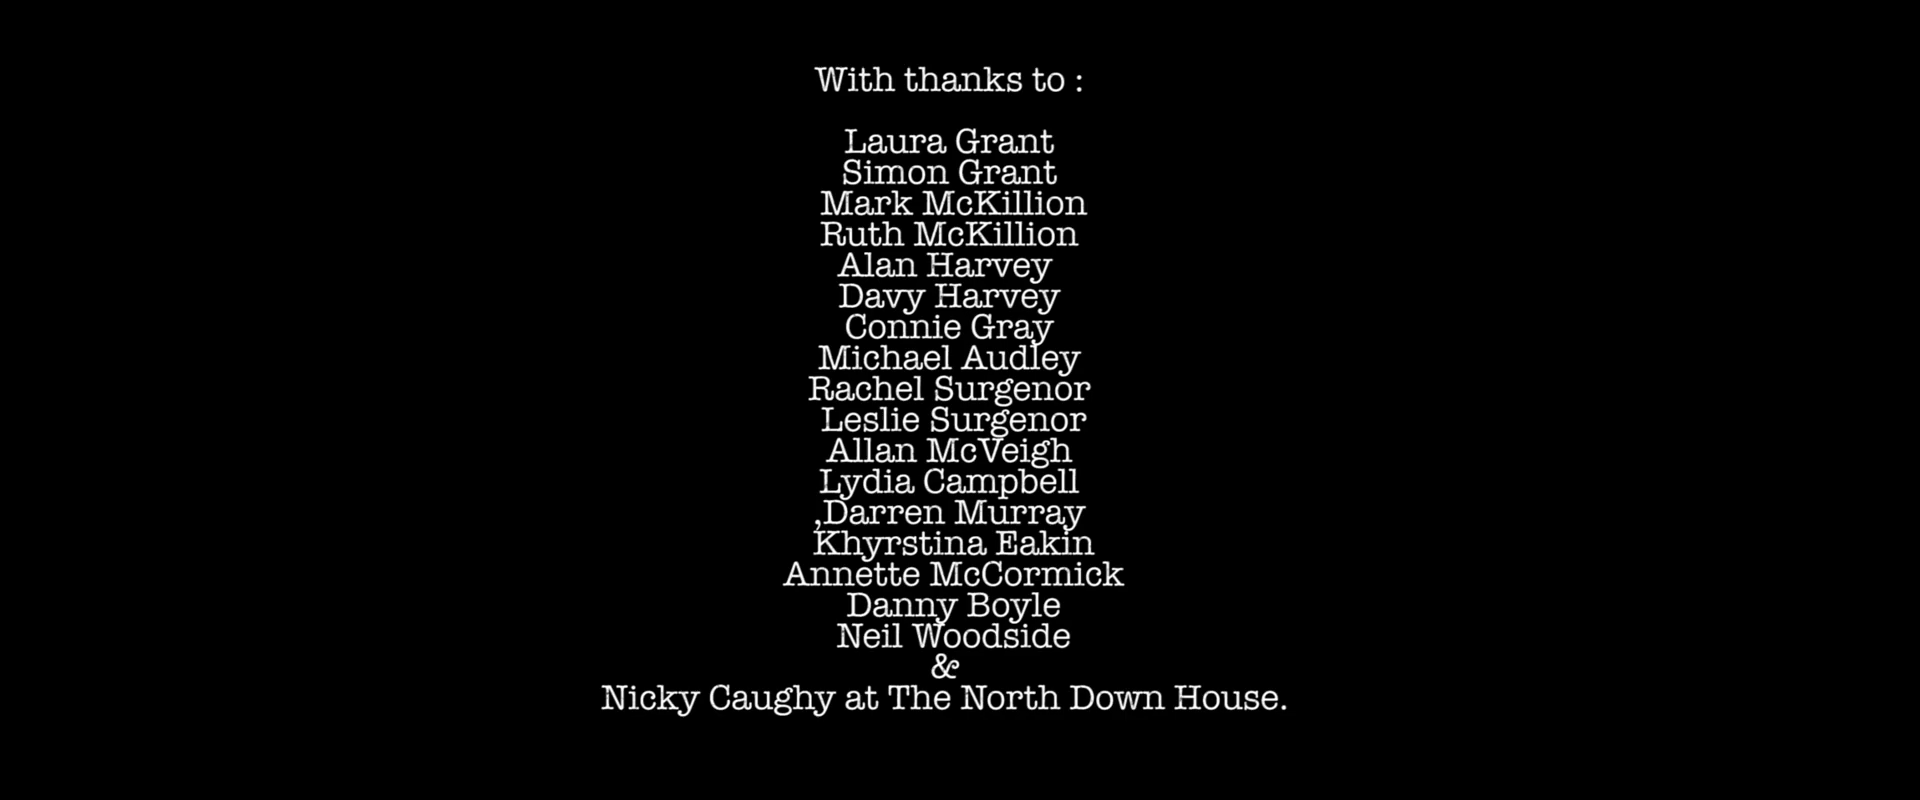 With thanks to :
Laura Grant
Simon Grant
Mark McKillion
Ruth McKillion
Alan Harvey
Davy Harvey
Connie Gray
Michael Audley
Rachel Surgenor
Leslie Surgenor
Allan McVeigh
Lydia Campbell
,Darren Murray
Khyrstina Eakin
Annette McCormick
Danny Boyle
Neil Woodside
&
Nicky Caughy at The North Down House.